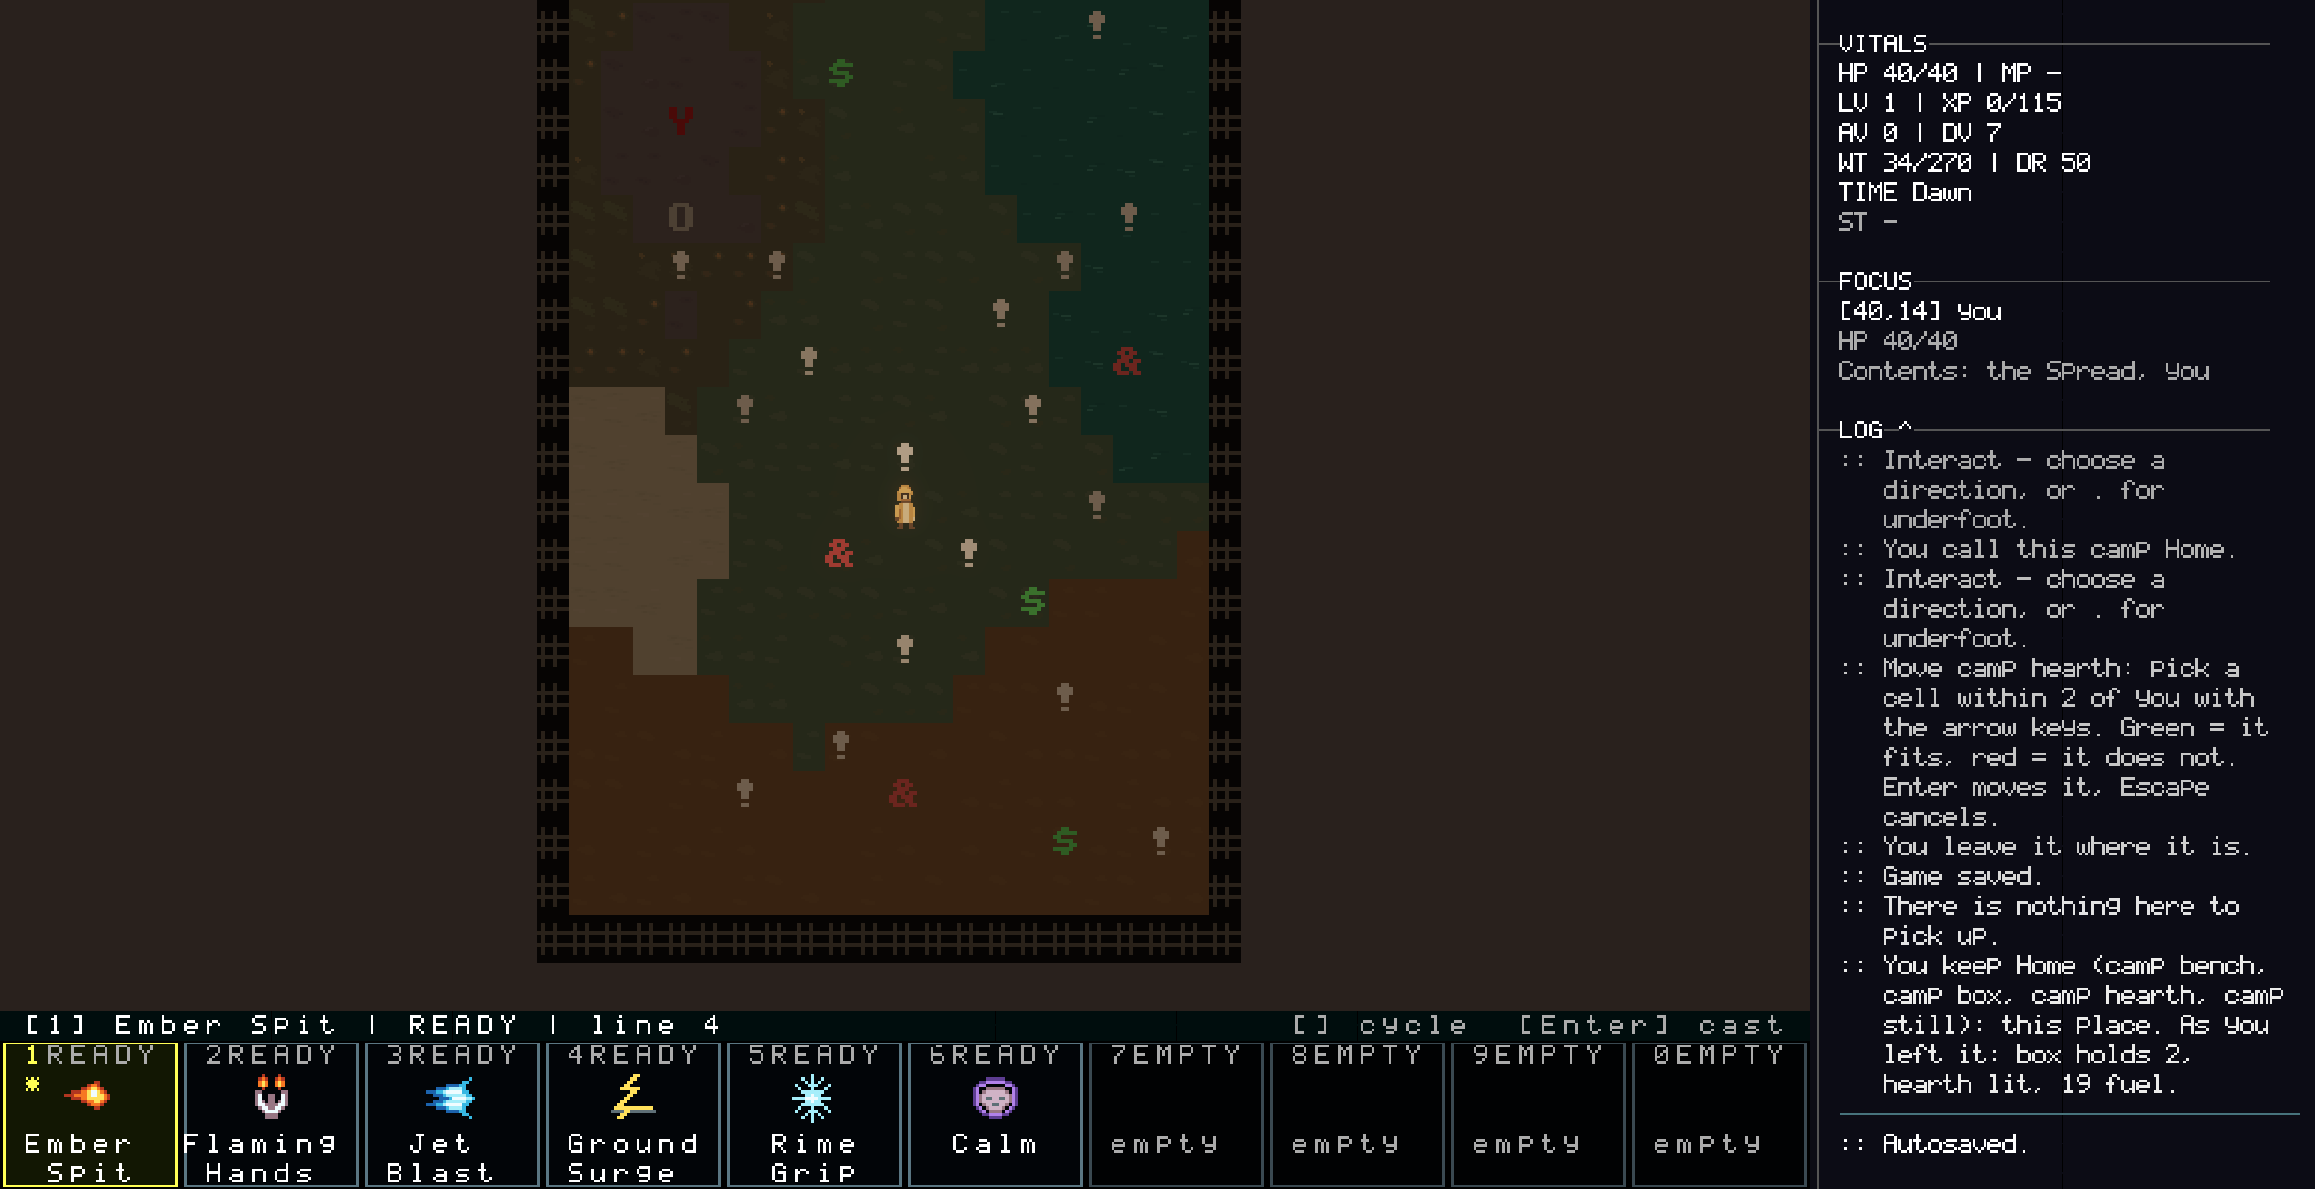 VITALS
HP 40/40 | MP -
LV 1 | XP 0/115
AV 0 | DV 7
WT 34/270 | DR 50
TIME Dawn
ST -
FOCUS
[40,14] You
HP 40/40
Contents: the Spread, You
LOG ^
:: Interact - choose a
direction, or . for
underfoot.
:: You call this camp Home.
:: Interact - choose a
direction, or . for
underfoot.
:: Move camp hearth: pick a
cell within 2 of you with
the arrow keys. Green = it
fits, red = it does not.
Enter moves it, Escape
cancels.
:: You leave it where it is.
:: Game saved.
:: There is nothing here to
pick up.
:: You keep Home (camp bench,
camp box, camp hearth, camp
still): this place. As you
left it: box holds 2,
hearth lit, 19 fuel.
:: Autosaved.
[1] Ember Spit | READY | line 4
[] cycle [Enter] cast
1READY
Ember
Spit
2READY
Flaming
Hands
3READY
Jet
Blast
4READY
Ground
Surge
5READY
Rime
Grip
6READY
Calm
7EMPTY
empty
8EMPTY
empty
9EMPTY
empty
0EMPTY
empty